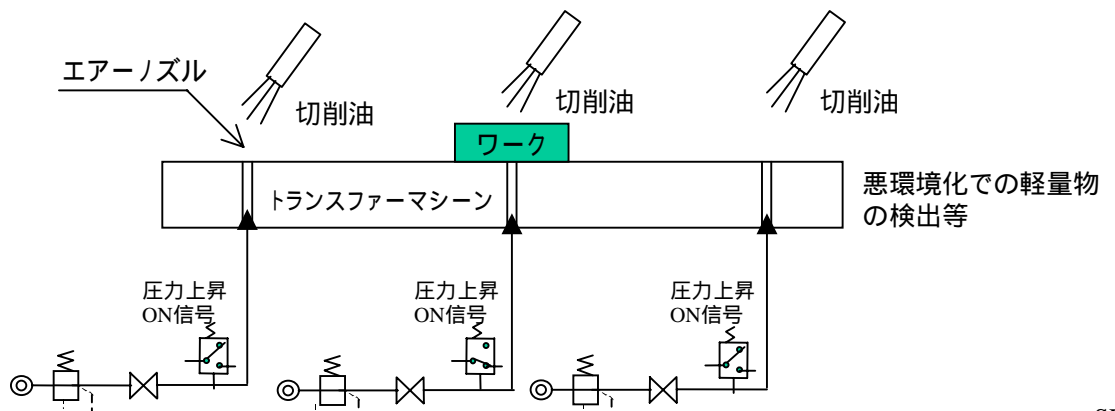 エアーノズル
切削油
切削油
切削油
ワーク
トランスファーマシーン
悪環境化での軽量物
の検出等
圧力上昇
ON信号
圧力上昇
ON信号
圧力上昇
ON信号